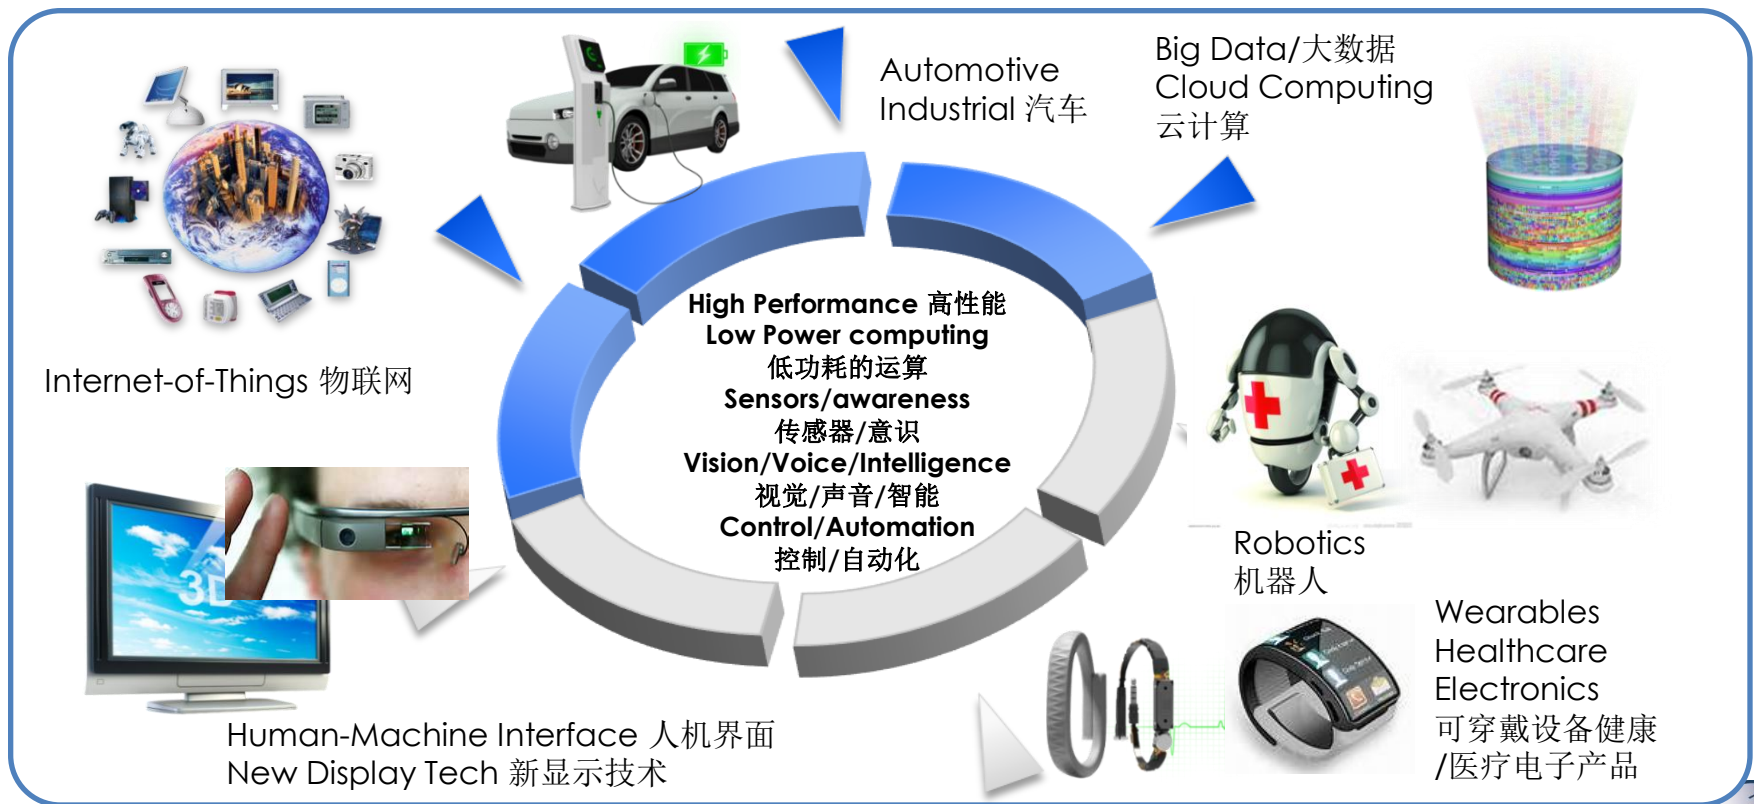 Automotive
Industrial 汽车
Big Data/大数据
Cloud Computing
云计算
Internet-of-Things 物联网
High Performance 高性能
Low Power computing
低功耗的运算
Sensors/awareness
传感器/意识
Vision/Voice/Intelligence
视觉/声音/智能
Control/Automation
控制/自动化
3D
Robotics
机器人
Wearables
Healthcare
Electronics
可穿戴设备健康
/医疗电子产品
Human-Machine Interface 人机界面
New Display Tech 新显示技术